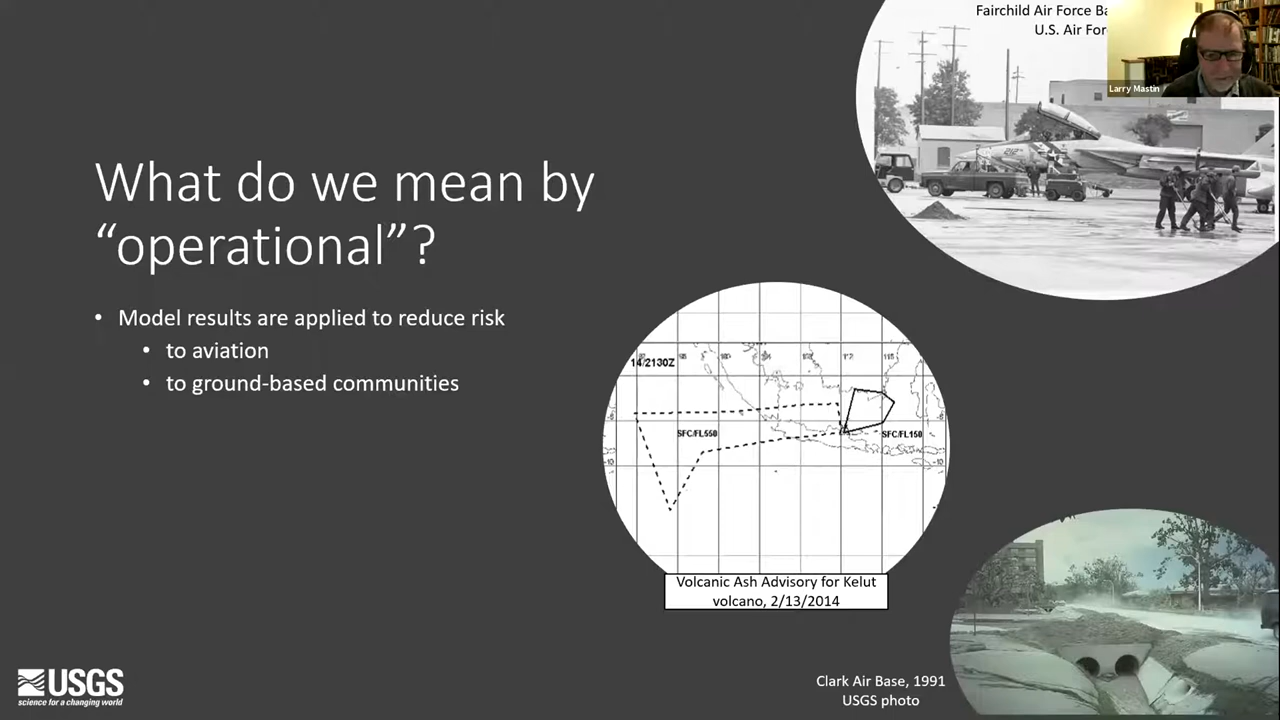 Fairchild Air Force
U.S. Air
Larry Mastin
What do we mean by
“operational”?
• Model results are applied to reduce risk
• to aviation
• to ground-based communities
14/2130Z
SFC/FL550
SFC/FL150
Volcanic Ash Advisory for Kelut
volcano, 2/13/2014
Clark Air Base, 1991
USGS photo
USGS
science for a changing world